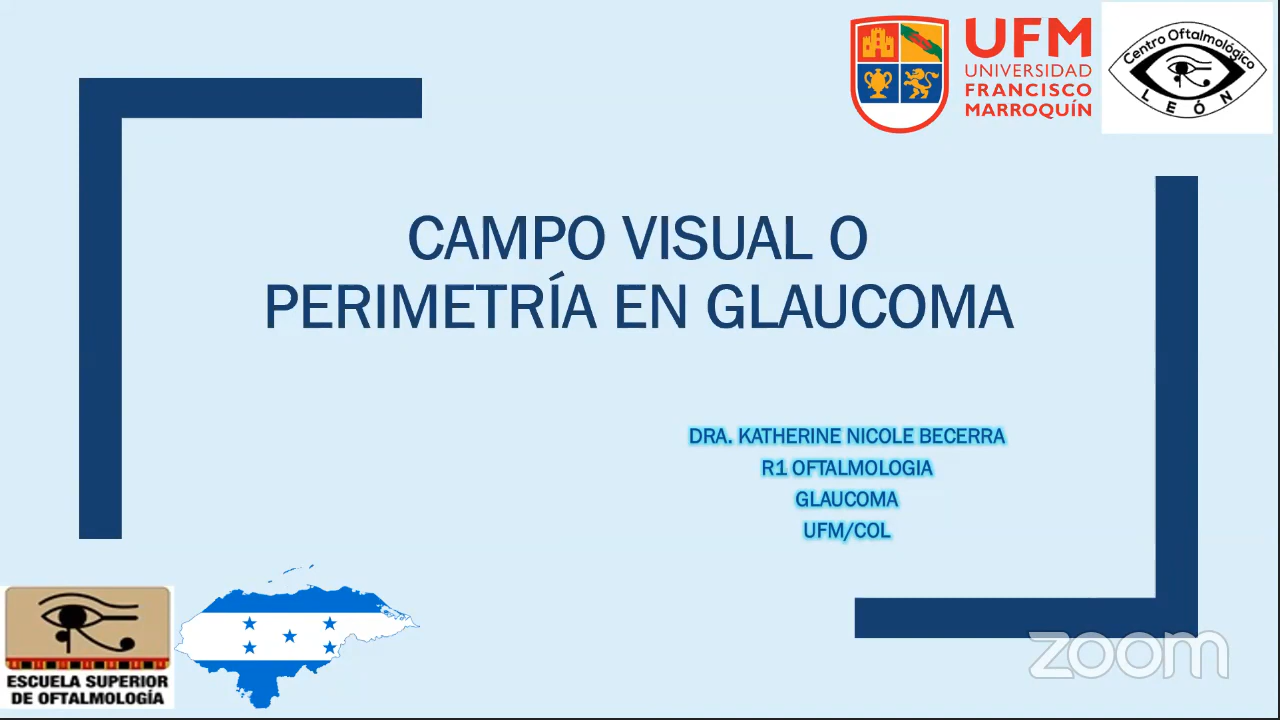 UFM
UNIVERSIDAD
FRANCISCO
MARROQUÍN
Centro Oftalmológico
LEÓN
CAMPO VISUAL O
PERIMETRÍA EN GLAUCOMA
DRA. KATHERINE NICOLE BECERRA
R1 OFTALMOLOGIA
GLAUCOMA
UFM/COL
ESCUELA SUPERIOR
DE OFTALMOLOGÍA
zoom